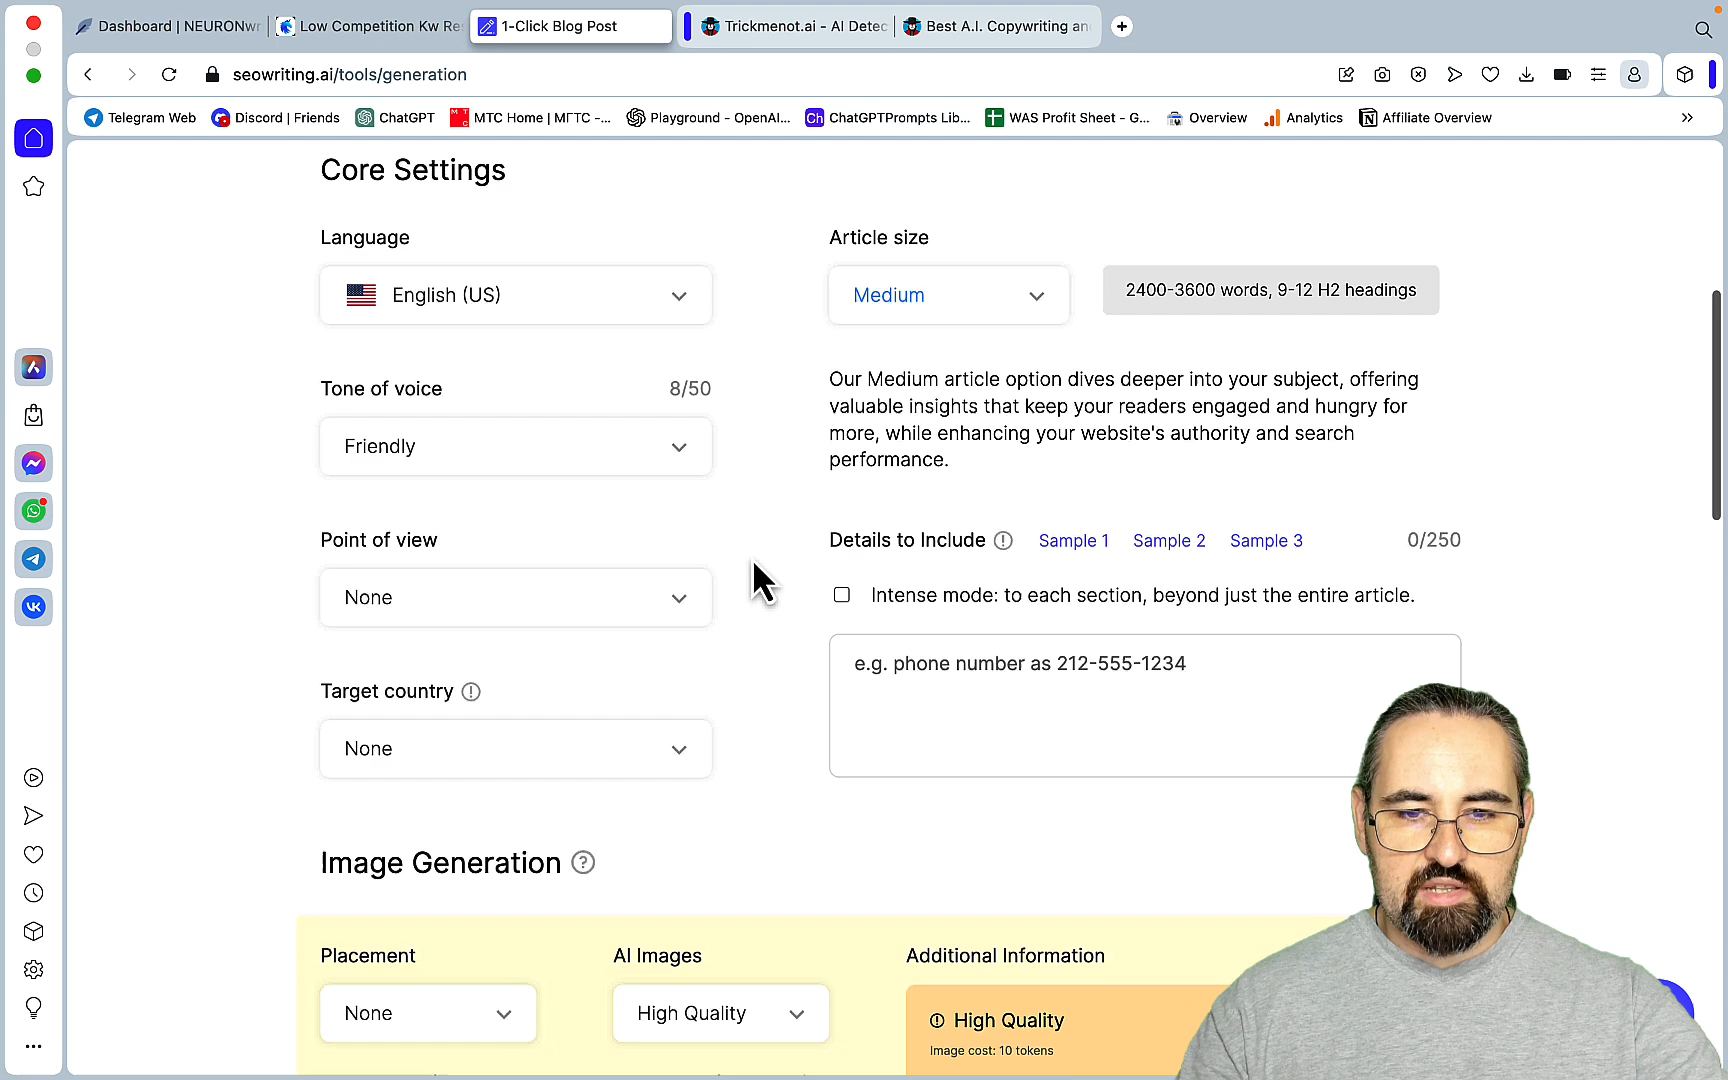 Dashboard | NEURONwr
Low Competition Kw Res
1-Click Blog Post
Trickmenot.ai - AI Detec
Best A.I. Copywriting an
seowriting.ai/tools/generation
Telegram Web
Discord | Friends
ChatGPT
МТС Home | МГТС -...
Playground - OpenAI...
Ch ChatGPTPrompts Lib...
WAS Profit Sheet - G...
Overview
Analytics
Affiliate Overview
Core Settings
Language
Article size
English (US)
Medium
2400-3600 words, 9-12 H2 headings
Tone of voice
8/50
Our Medium article option dives deeper into your subject, offering
valuable insights that keep your readers engaged and hungry for
more, while enhancing your website's authority and search
performance.
Friendly
Point of view
Details to Include
Sample 1
Sample 2
Sample 3
0/250
None
Intense mode: to each section, beyond just the entire article.
e.g. phone number as 212-555-1234
Target country
None
Image Generation
Placement
AI Images
Additional Information
None
High Quality
High Quality
Image cost: 10 tokens